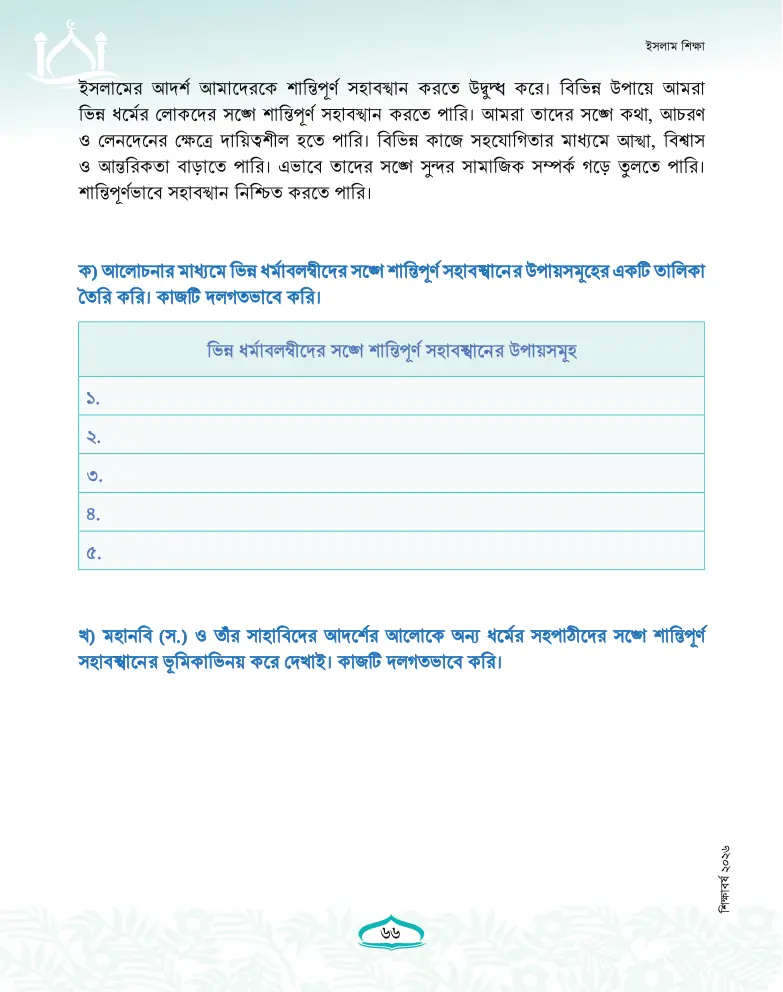 ইসলাম শিক্ষা
ইসলামের আদর্শ আমাদেরকে শান্তিপূর্ণ সহাবস্থান করতে উদ্বুদ্ধ করে। বিভিন্ন উপায়ে আমরা
ভিন্ন ধর্মের লোকদের সঙ্গে শান্তিপূর্ণ সহাবস্থান করতে পারি। আমরা তাদের সঙ্গে কথা, আচরণ
ও লেনদেনের ক্ষেত্রে দায়িত্বশীল হতে পারি। বিভিন্ন কাজে সহযোগিতার মাধ্যমে আস্থা, বিশ্বাস
ও আন্তরিকতা বাড়াতে পারি। এভাবে তাদের সঙ্গে সুন্দর সামাজিক সম্পর্ক গড়ে তুলতে পারি।
শান্তিপূর্ণভাবে সহাবস্থান নিশ্চিত করতে পারি।
ক) আলোচনার মাধ্যমে ভিন্ন ধর্মাবলম্বীদের সঙ্গে শান্তিপূর্ণ সহাবস্থানের উপায়সমূহের একটি তালিকা
তৈরি করি। কাজটি দলগতভাবে করি।
ভিন্ন ধর্মাবলম্বীদের সঙ্গে শান্তিপূর্ণ সহাবস্থানের উপায়সমূহ
১.
২.
৩.
৪.
৫.
খ) মহানবি (স.) ও তাঁর সাহাবিদের আদর্শের আলোকে অন্য ধর্মের সহপাঠীদের সঙ্গে শান্তিপূর্ণ
সহাবস্থানের ভূমিকাভিনয় করে দেখাই। কাজটি দলগতভাবে করি।
শিক্ষাবর্ষ ২০২৬
৬৬